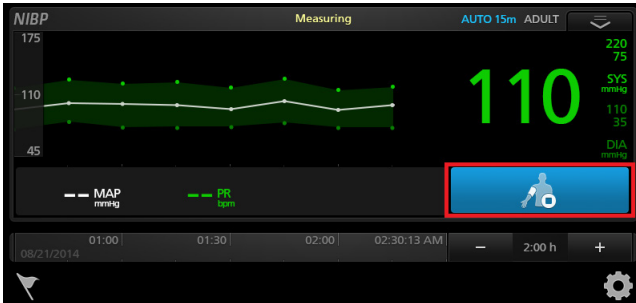 NIBP Measuring AUTO 15m ADULT
175
110
45
110
220
75
SYS
mmHg
110
35
DIA
mmHg
-- MAP
mmHg
-- PR
bpm
01:00 01:30 02:00 02:30:13 AM
08/21/2014
− 2:00 h +